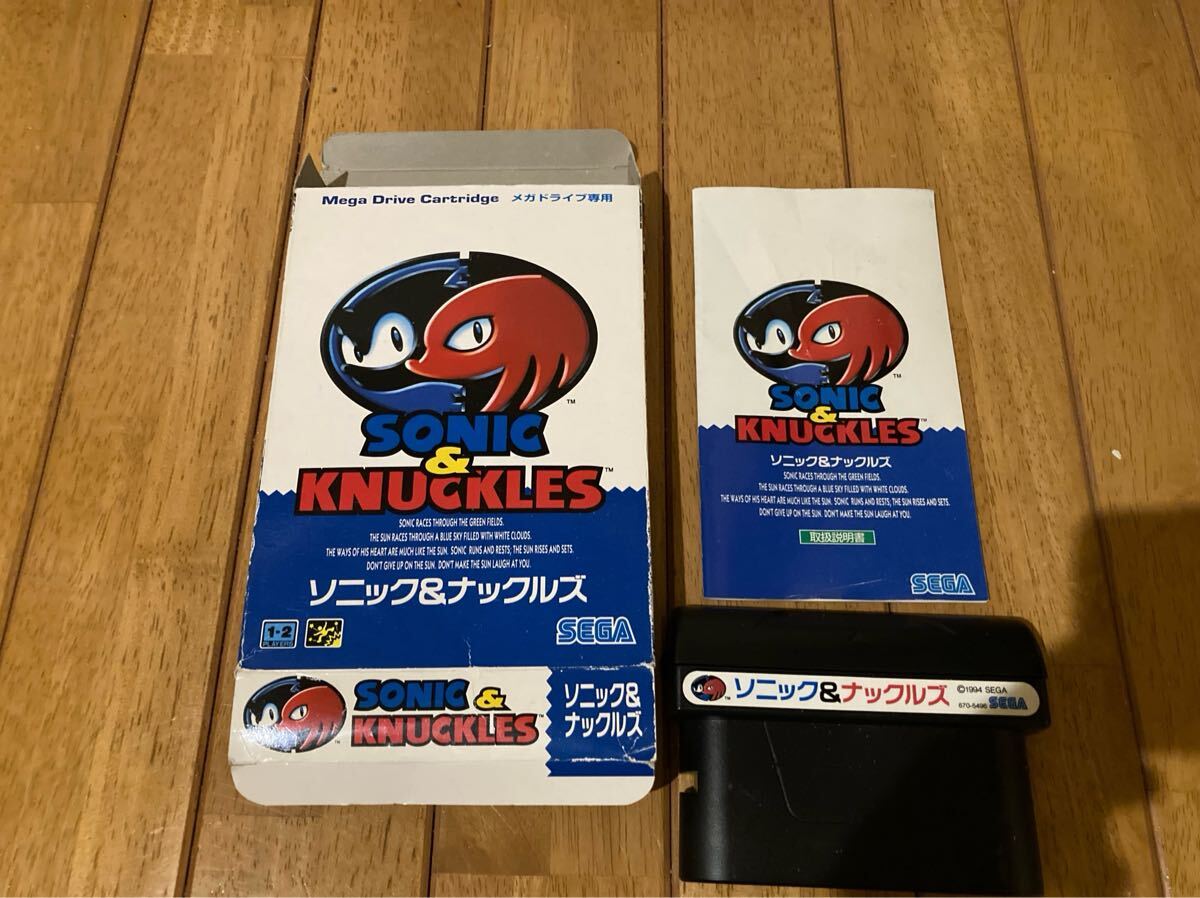 Mega Drive Cartridge メガドライブ専用
TM
SONIC
&
KNUCKLES™
SONIC RACES THROUGH THE GREEN FIELDS.
THE SUN RACES THROUGH A BLUE SKY FILLED WITH WHITE CLOUDS.
THE WAYS OF HIS HEART ARE MUCH LIKE THE SUN. SONIC RUNS AND RESTS; THE SUN RISES AND SETS.
DON'T GIVE UP ON THE SUN. DON'T MAKE THE SUN LAUGH AT YOU.
ソニック&ナックルズ
1-2
PLAYERS
SEGA
SONIC &
KNUCKLES™
ソニック&
ナックルズ
TM
SONIC
&
KNUCKLES™
ソニック&ナックルズ
SONIC RACES THROUGH THE GREEN FIELDS.
THE SUN RACES THROUGH A BLUE SKY FILLED WITH WHITE CLOUDS.
THE WAYS OF HIS HEART ARE MUCH LIKE THE SUN. SONIC RUNS AND RESTS; THE SUN RISES AND SETS.
DON'T GIVE UP ON THE SUN. DON'T MAKE THE SUN LAUGH AT YOU.
取扱説明書
SEGA
ソニック&ナックルズ
©1994 SEGA
670-5496 SEGA